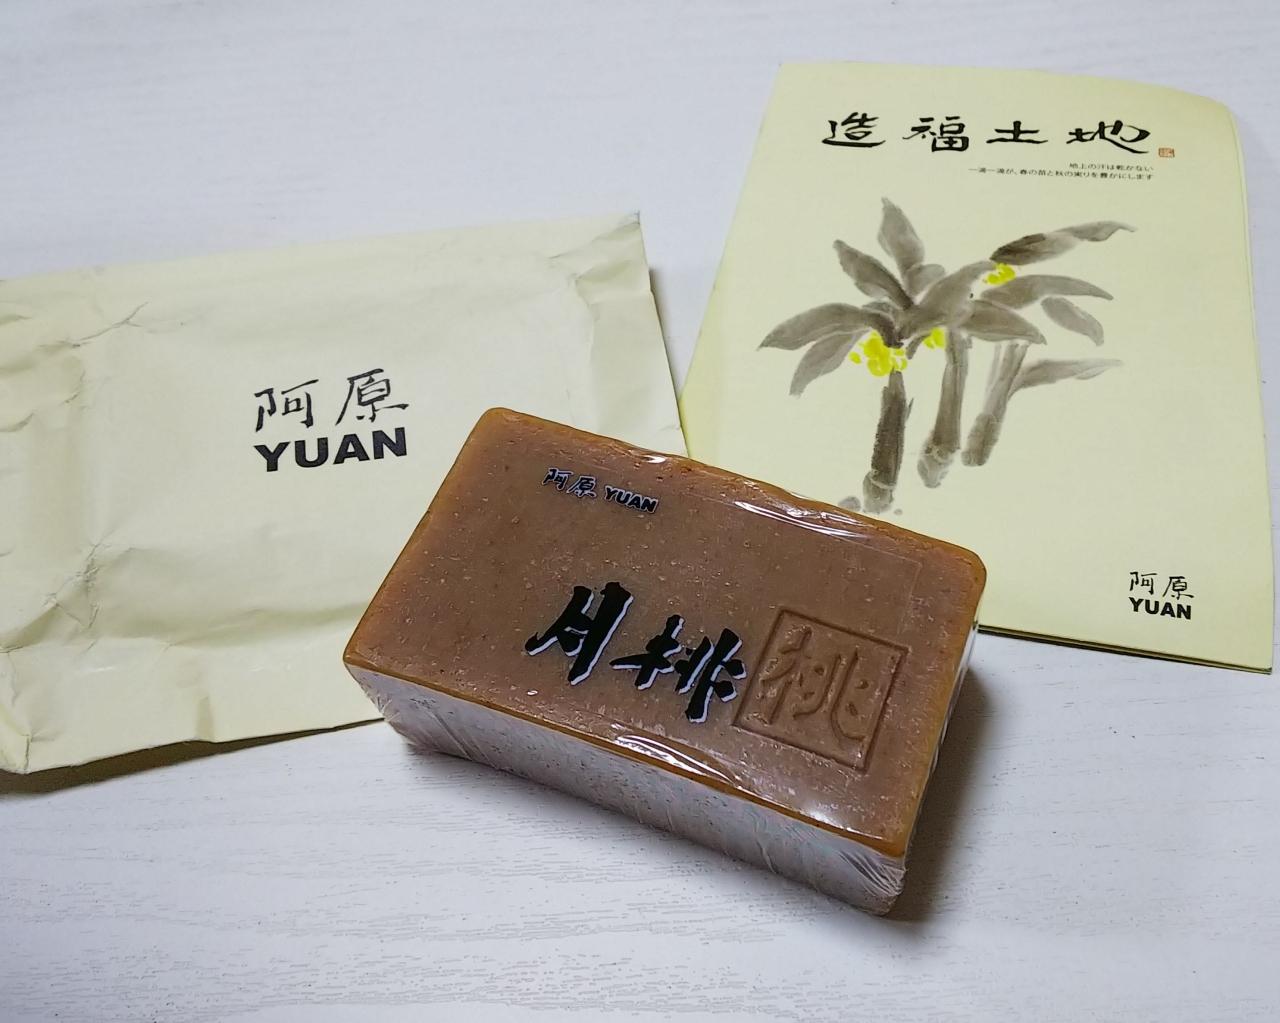 造福土地
地上の汗は乾かない
一滴一滴が、春の苗と秋の実りを豊かにします
阿原
YUAN
阿原
YUAN
阿原 YUAN
月桃
桃